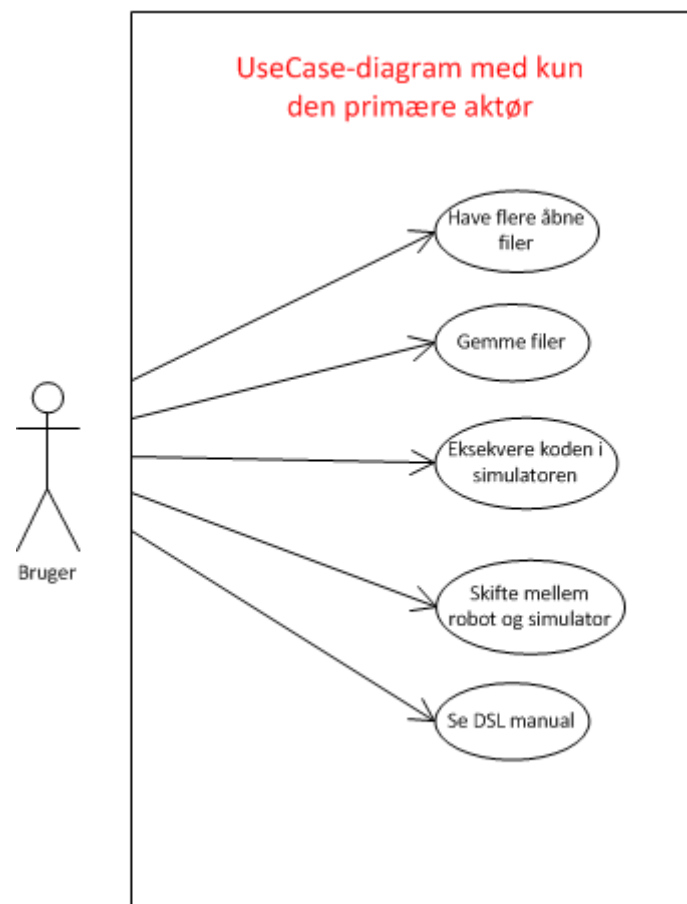 UseCase-diagram med kun
den primære aktør
Have flere åbne
filer
Gemme filer
Eksekvere koden i
simulatoren
Bruger
Skifte mellem
robot og simulator
Se DSL manual